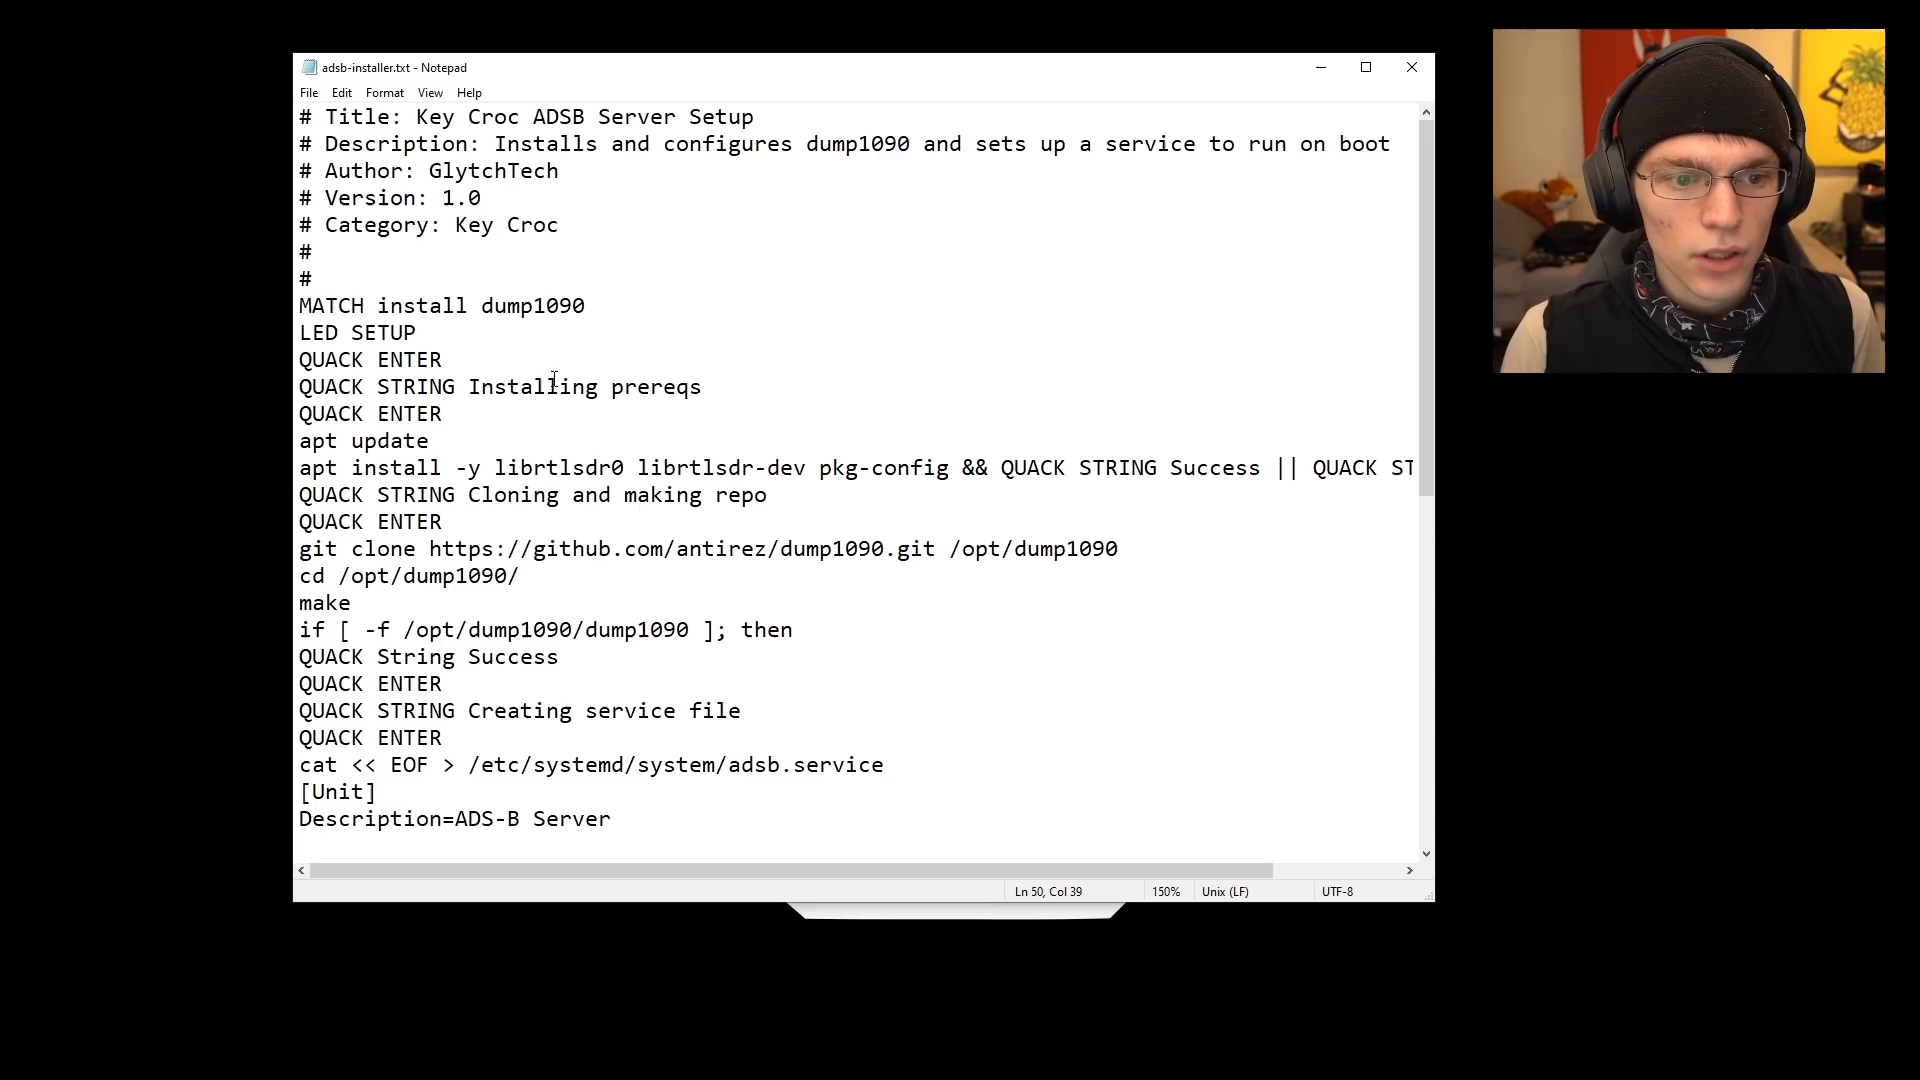 adsb-installer.txt - Notepad
File Edit Format View Help
# Title: Key Croc ADSB Server Setup
# Description: Installs and configures dump1090 and sets up a service to run on boot
# Author: GlytchTech
# Version: 1.0
# Category: Key Croc
#
#
MATCH install dump1090
LED SETUP
QUACK ENTER
QUACK STRING Installing prereqs
QUACK ENTER
apt update
apt install -y librtlsdr0 librtlsdr-dev pkg-config && QUACK STRING Success || QUACK ST
QUACK STRING Cloning and making repo
QUACK ENTER
git clone https://github.com/antirez/dump1090.git /opt/dump1090
cd /opt/dump1090/
make
if [ -f /opt/dump1090/dump1090 ]; then
QUACK String Success
QUACK ENTER
QUACK STRING Creating service file
QUACK ENTER
cat << EOF > /etc/systemd/system/adsb.service
[Unit]
Description=ADS-B Server
Ln 50, Col 39 150% Unix (LF) UTF-8